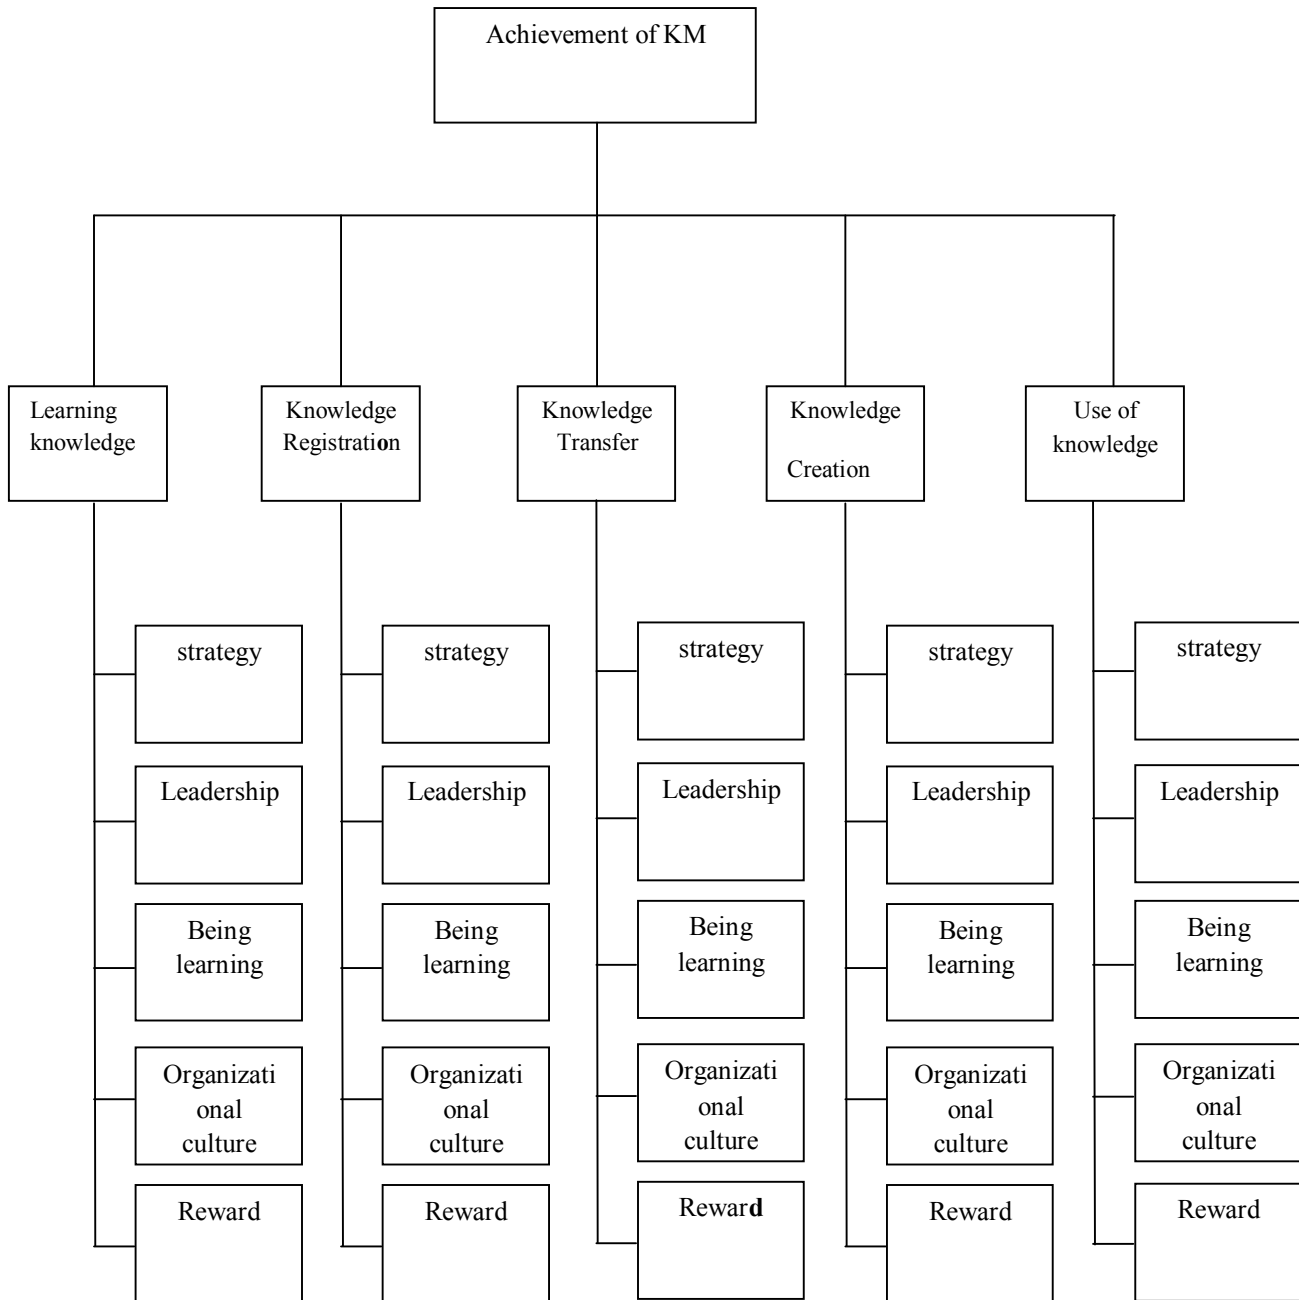 Achievement of KM
Learning
knowledge
Knowledge
Registration
Knowledge
Transfer
Knowledge
Creation
Use of
knowledge
strategy
Leadership
Being
learning
Organizati
onal
culture
Reward
strategy
Leadership
Being
learning
Organizati
onal
culture
Reward
strategy
Leadership
Being
learning
Organizati
onal
culture
Reward
strategy
Leadership
Being
learning
Organizati
onal
culture
Reward
strategy
Leadership
Being
learning
Organizati
onal
culture
Reward